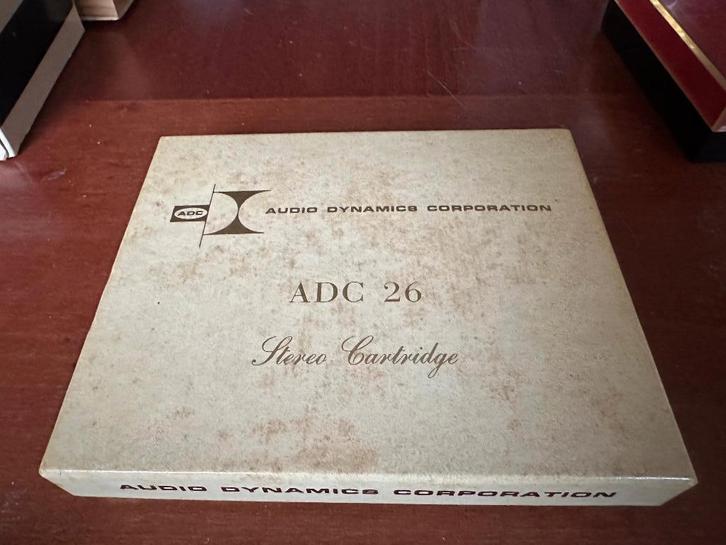 ADC
AUDIO DYNAMICS CORPORATION
ADC 26
Stereo Cartridge
AUDIO DYNAMICS CORPORATION